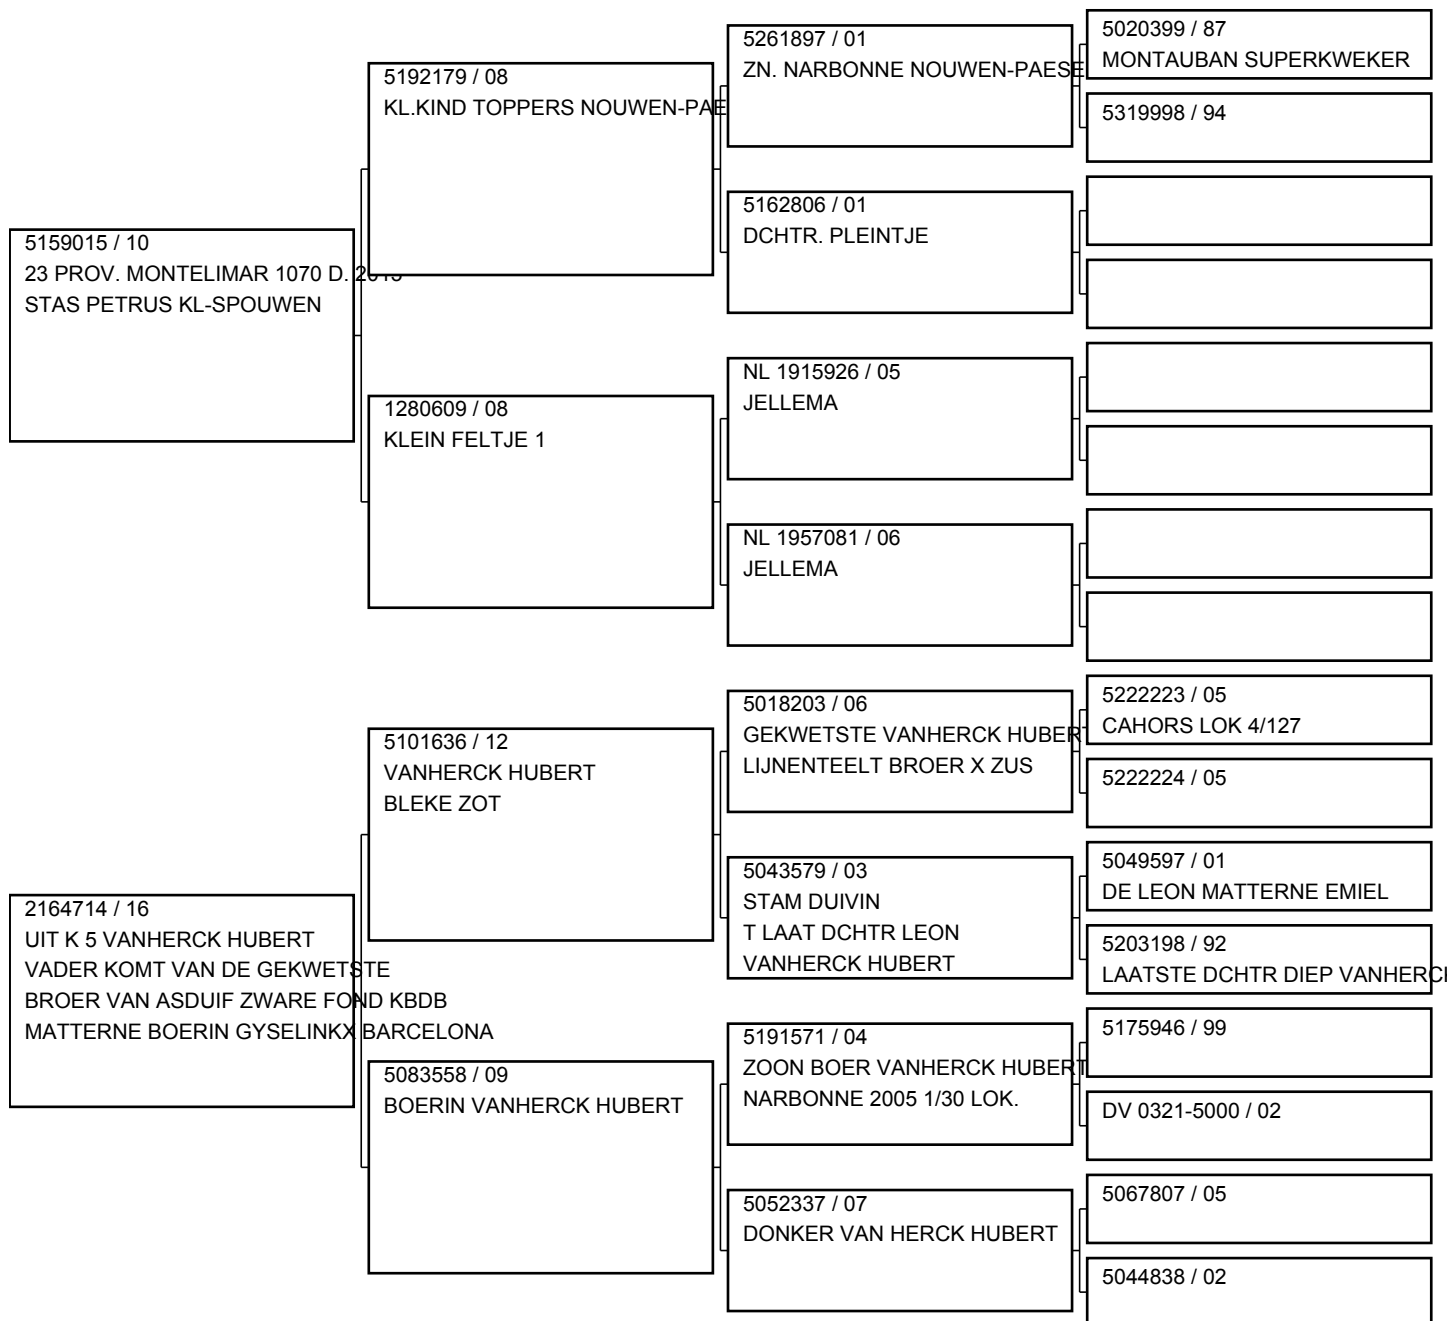 5159015 / 10
23 PROV. MONTELIMAR 1070 D. 2013
STAS PETRUS KL-SPOUWEN
2164714 / 16
UIT K 5 VANHERCK HUBERT
VADER KOMT VAN DE GEKWETSTE
BROER VAN ASDUIF ZWARE FOND KBDB
MATTERNE BOERIN GYSELINKX BARCELONA
5192179 / 08
KL.KIND TOPPERS NOUWEN-PAE
1280609 / 08
KLEIN FELTJE 1
5101636 / 12
VANHERCK HUBERT
BLEKE ZOT
5083558 / 09
BOERIN VANHERCK HUBERT
5261897 / 01
ZN. NARBONNE NOUWEN-PAESE
5162806 / 01
DCHTR. PLEINTJE
NL 1915926 / 05
JELLEMA
NL 1957081 / 06
JELLEMA
5018203 / 06
GEKWETSTE VANHERCK HUBERT
LIJNENTEELT BROER X ZUS
5043579 / 03
STAM DUIVIN
T LAAT DCHTR LEON
VANHERCK HUBERT
5191571 / 04
ZOON BOER VANHERCK HUBERT
NARBONNE 2005 1/30 LOK.
5052337 / 07
DONKER VAN HERCK HUBERT
5020399 / 87
MONTAUBAN SUPERKWEKER
5319998 / 94
5222223 / 05
CAHORS LOK 4/127
5222224 / 05
5049597 / 01
DE LEON MATTERNE EMIEL
5203198 / 92
LAATSTE DCHTR DIEP VANHERCK
5175946 / 99
DV 0321-5000 / 02
5067807 / 05
5044838 / 02